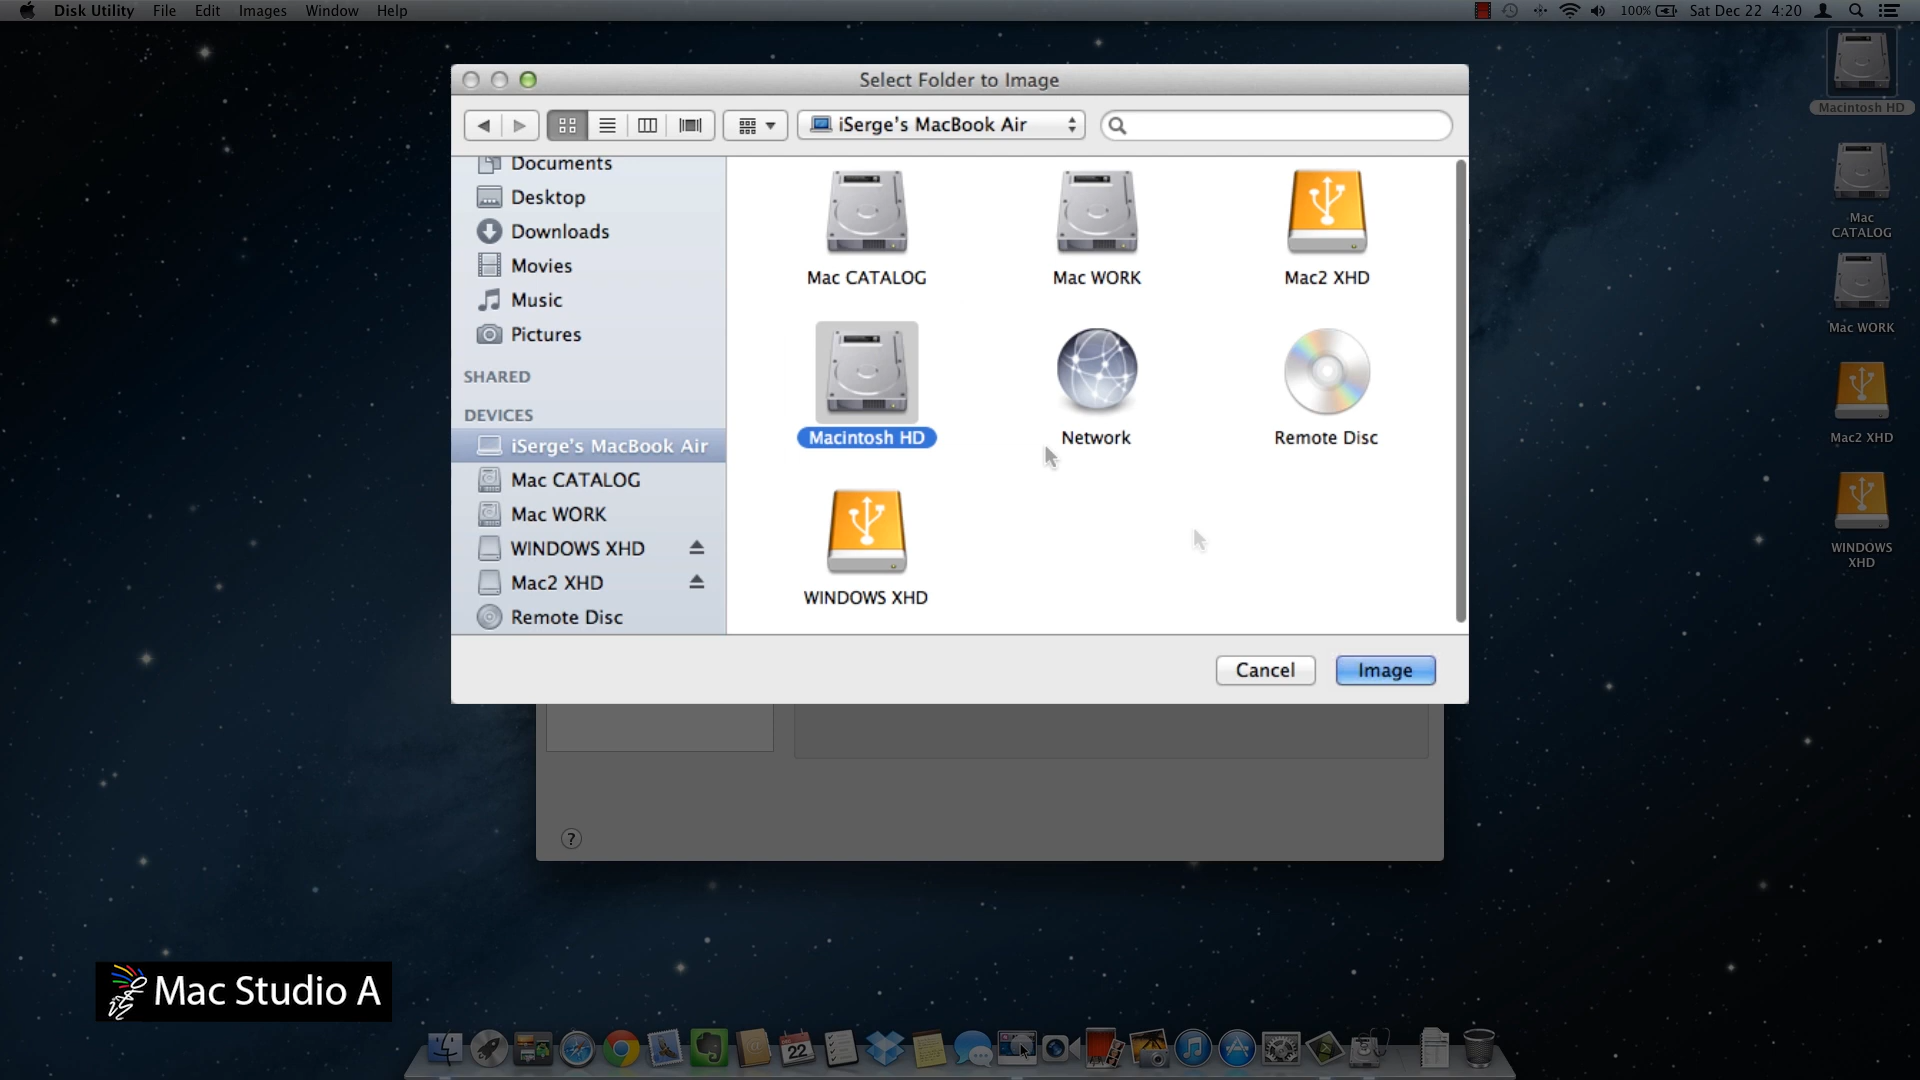 Disk Utility File Edit Images Window Help
100% Sat Dec 22 4:20
Select Folder to Image
iSerge's MacBook Air
Documents
Desktop
Downloads
Movies
Music
Pictures
SHARED
DEVICES
iSerge's MacBook Air
Mac CATALOG
Mac WORK
WINDOWS XHD
Mac2 XHD
Remote Disc
Mac CATALOG
Mac WORK
Mac2 XHD
Macintosh HD
Network
Remote Disc
WINDOWS XHD
Cancel
Image
?
Macintosh HD
Mac
CATALOG
Mac WORK
Mac2 XHD
WINDOWS
XHD
Mac Studio A
22